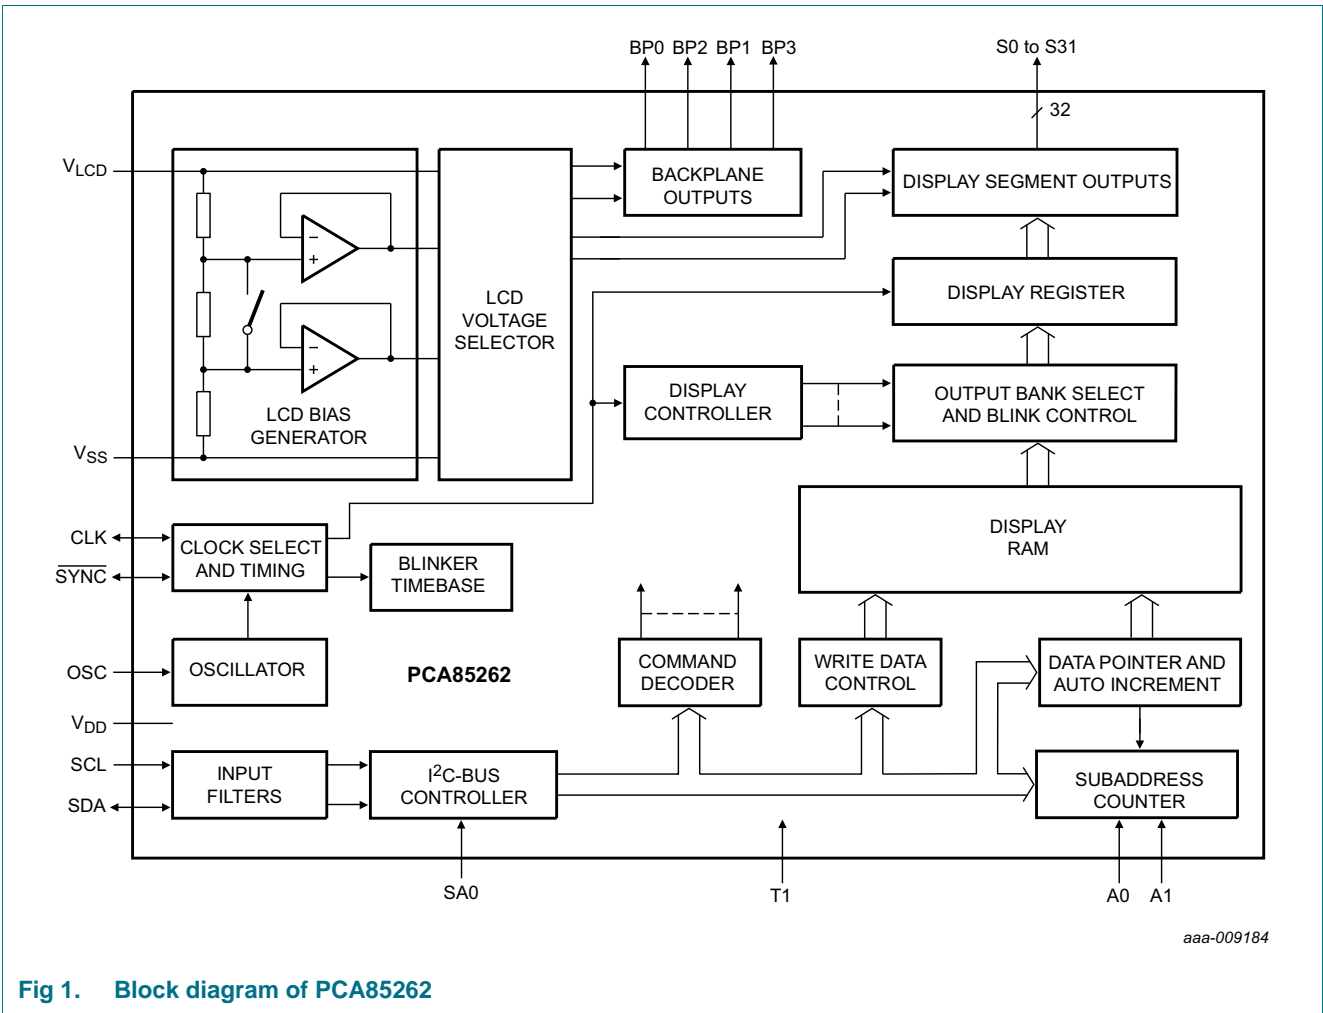 BP0 BP2 BP1 BP3
S0 to S31
32
VLCD
BACKPLANE
OUTPUTS
DISPLAY SEGMENT OUTPUTS
−
+
LCD
VOLTAGE
SELECTOR
DISPLAY REGISTER
−
+
LCD BIAS
GENERATOR
DISPLAY
CONTROLLER
OUTPUT BANK SELECT
AND BLINK CONTROL
VSS
CLK
SYNC
CLOCK SELECT
AND TIMING
BLINKER
TIMEBASE
DISPLAY
RAM
OSC
OSCILLATOR
PCA85262
COMMAND
DECODER
WRITE DATA
CONTROL
DATA POINTER AND
AUTO INCREMENT
VDD
SCL
SDA
INPUT
FILTERS
I2C-BUS
CONTROLLER
SUBADDRESS
COUNTER
SA0
T1
A0 A1
aaa-009184
Fig 1. Block diagram of PCA85262